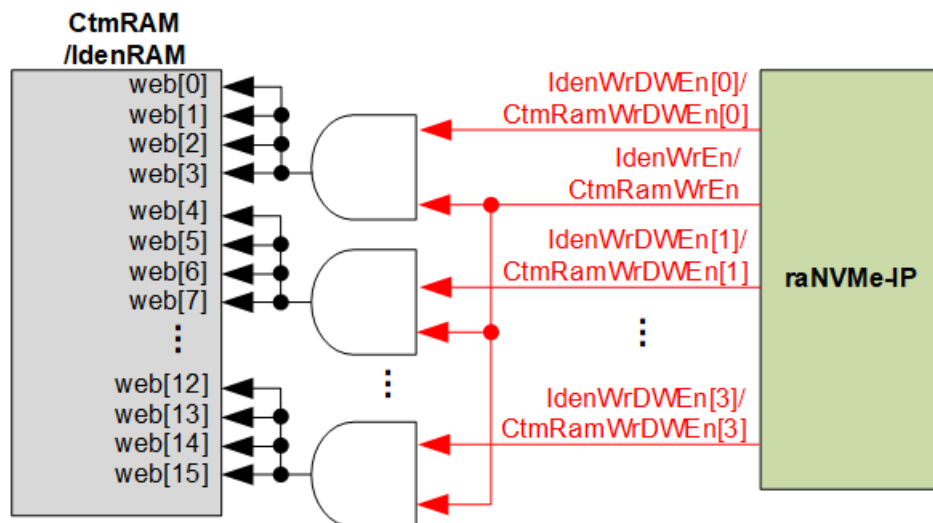 CtmRAM
/IdenRAM
web[0]
web[1]
web[2]
web[3]
web[4]
web[5]
web[6]
web[7]
web[12]
web[13]
web[14]
web[15]
IdenWrDWEn[0]/
CtmRamWrDWEn[0]
IdenWrEn/
CtmRamWrEn
IdenWrDWEn[1]/
CtmRamWrDWEn[1]
IdenWrDWEn[3]/
CtmRamWrDWEn[3]
raNVMe-IP